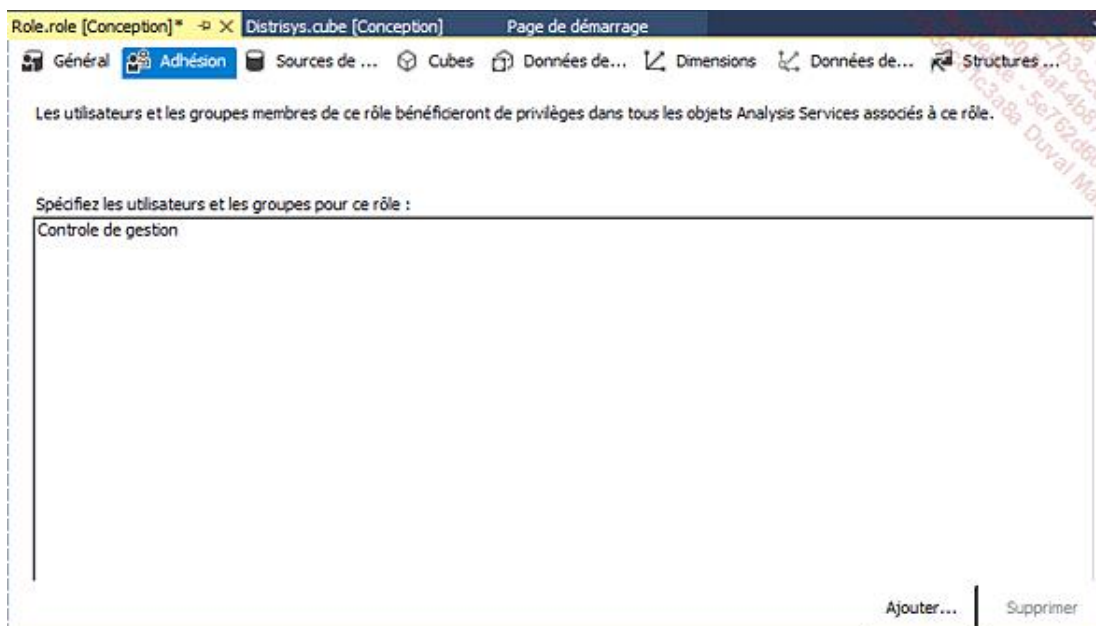 Role.role [Conception]* Distrisys.cube [Conception] Page de démarrage
Général Adhésion Sources de ... Cubes Données de... Dimensions Données de... Structures ...
Les utilisateurs et les groupes membres de ce rôle bénéficieront de privilèges dans tous les objets Analysis Services associés à ce rôle.
Spécifiez les utilisateurs et les groupes pour ce rôle :
Controle de gestion
Ajouter... Supprimer
Duval